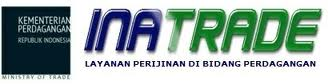 KEMENTERIAN
PERDAGANGAN
REPUBLIK INDONESIA
MINISTRY OF TRADE
INATRADE
LAYANAN PERIJINAN DI BIDANG PERDAGANGAN